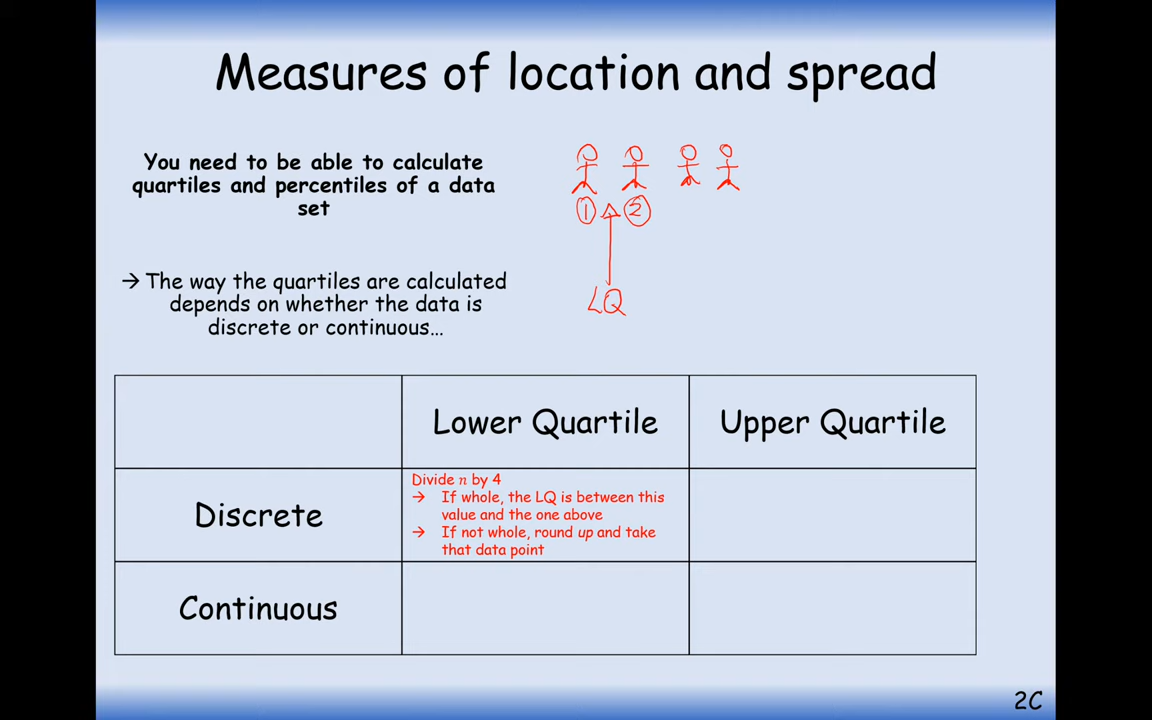 Measures of location and spread
You need to be able to calculate
quartiles and percentiles of a data
set
→ The way the quartiles are calculated
depends on whether the data is
discrete or continuous…
① ②
LQ
Lower Quartile
Upper Quartile
Discrete
Divide n by 4
→ If whole, the LQ is between this
value and the one above
→ If not whole, round up and take
that data point
Continuous
2C